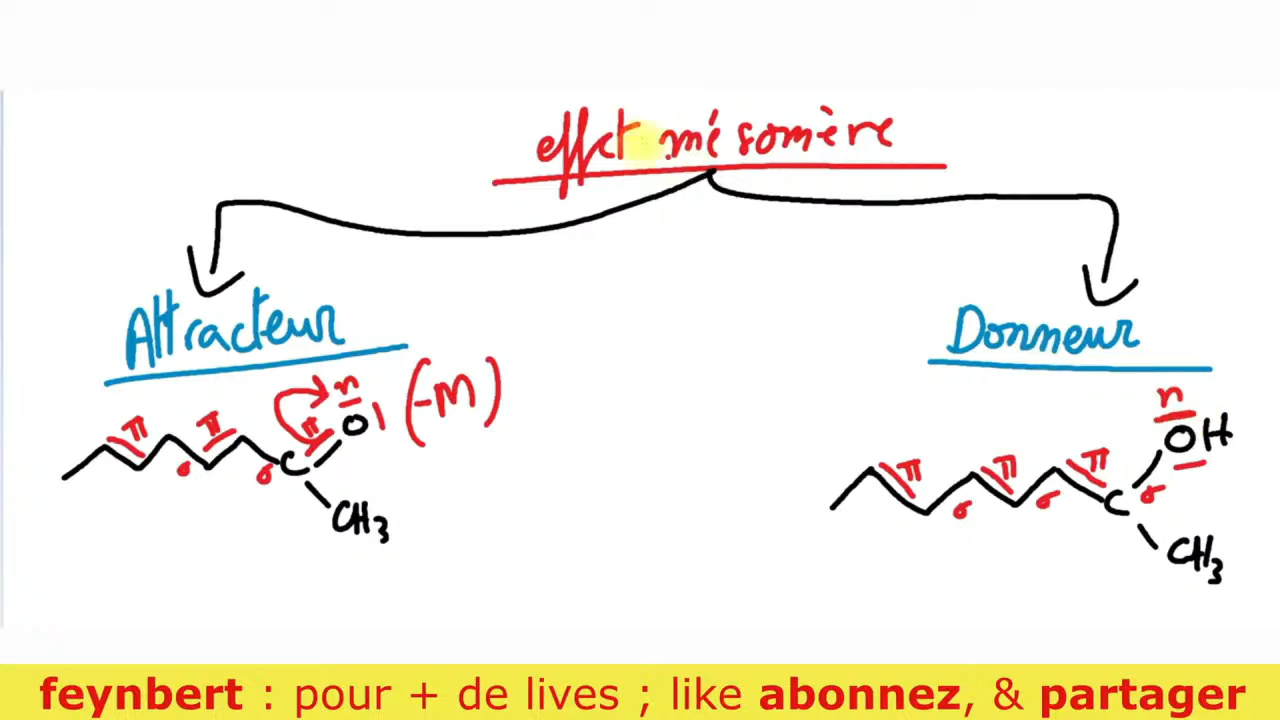 effet mésomère
Attracteur
Donneur
n
(-M)
π
π
π
O
σ
σ
C
CH3
n
OH
π
π
π
σ
σ
σ
C
CH3
feynbert : pour + de lives ; like abonnez, & partager